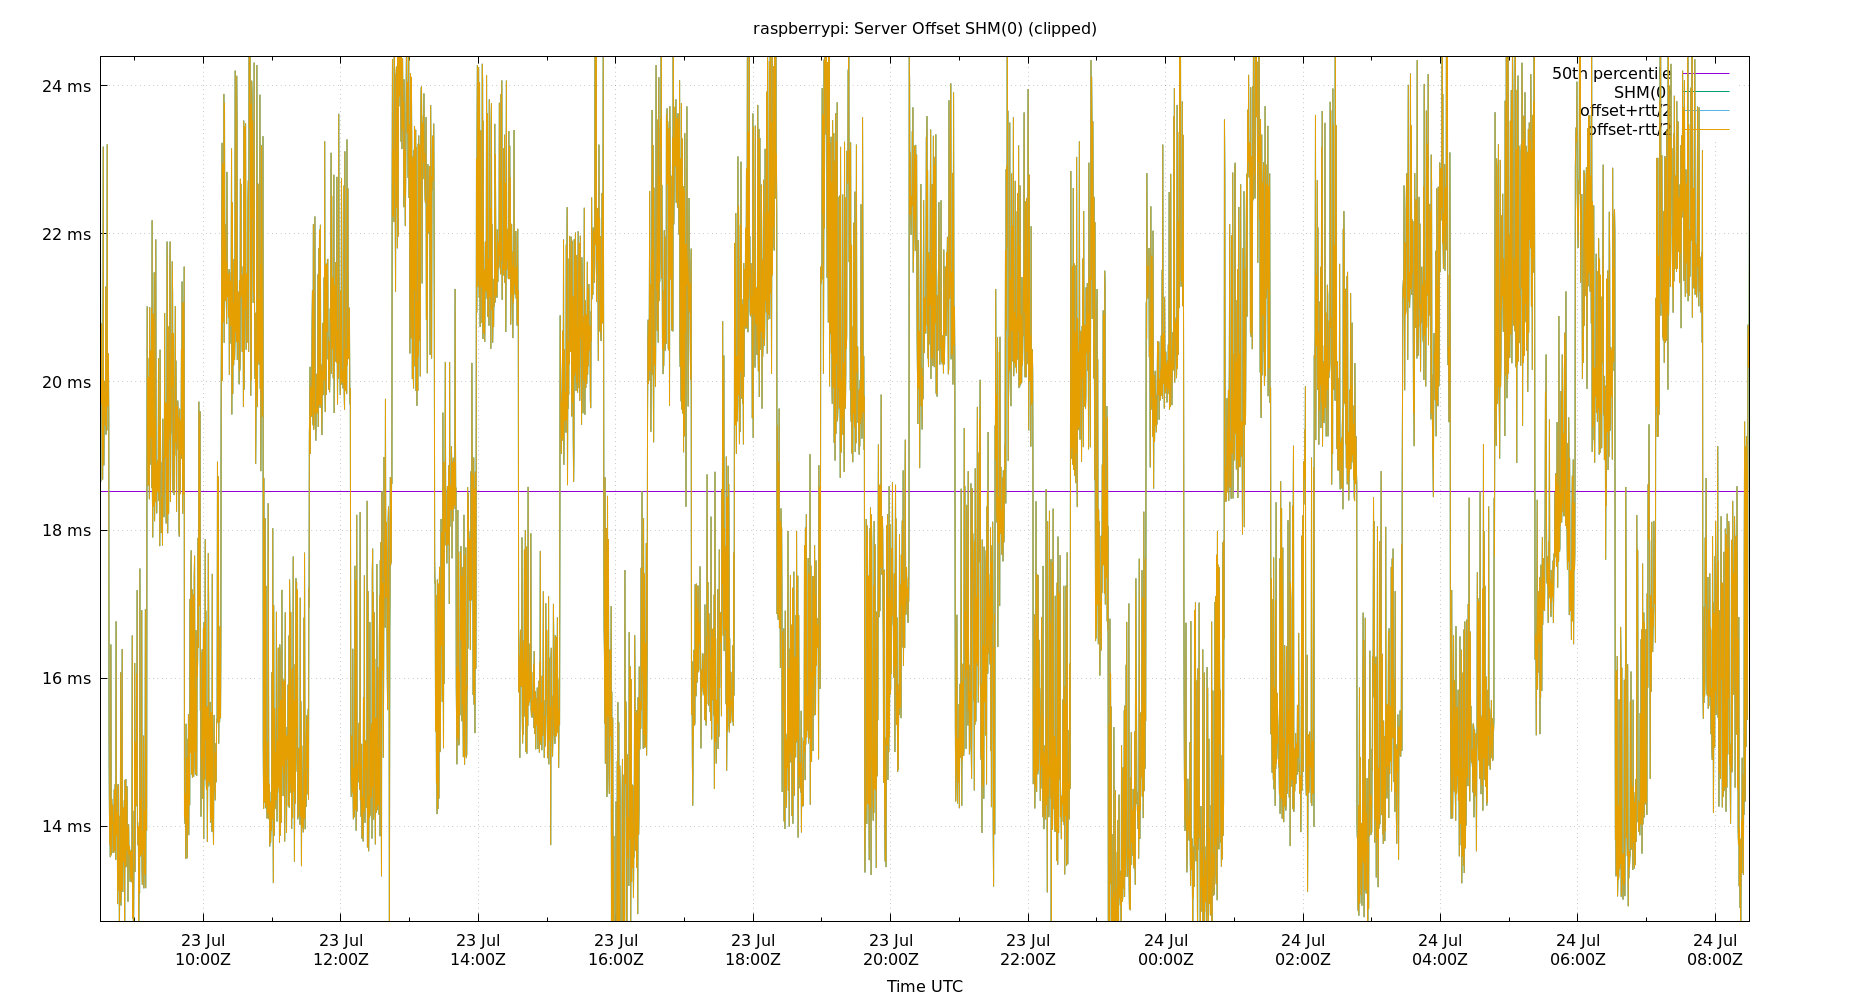 raspberrypi: Server Offset SHM(0) (clipped)
24 ms
22 ms
20 ms
18 ms
16 ms
14 ms
50th percentile
SHM(0)
offset+rtt/2
offset-rtt/2
23 Jul 23 Jul 23 Jul 23 Jul 23 Jul 23 Jul 23 Jul 24 Jul 24 Jul 24 Jul 24 Jul 24 Jul
10:00Z 12:00Z 14:00Z 16:00Z 18:00Z 20:00Z 22:00Z 00:00Z 02:00Z 04:00Z 06:00Z 08:00Z
Time UTC